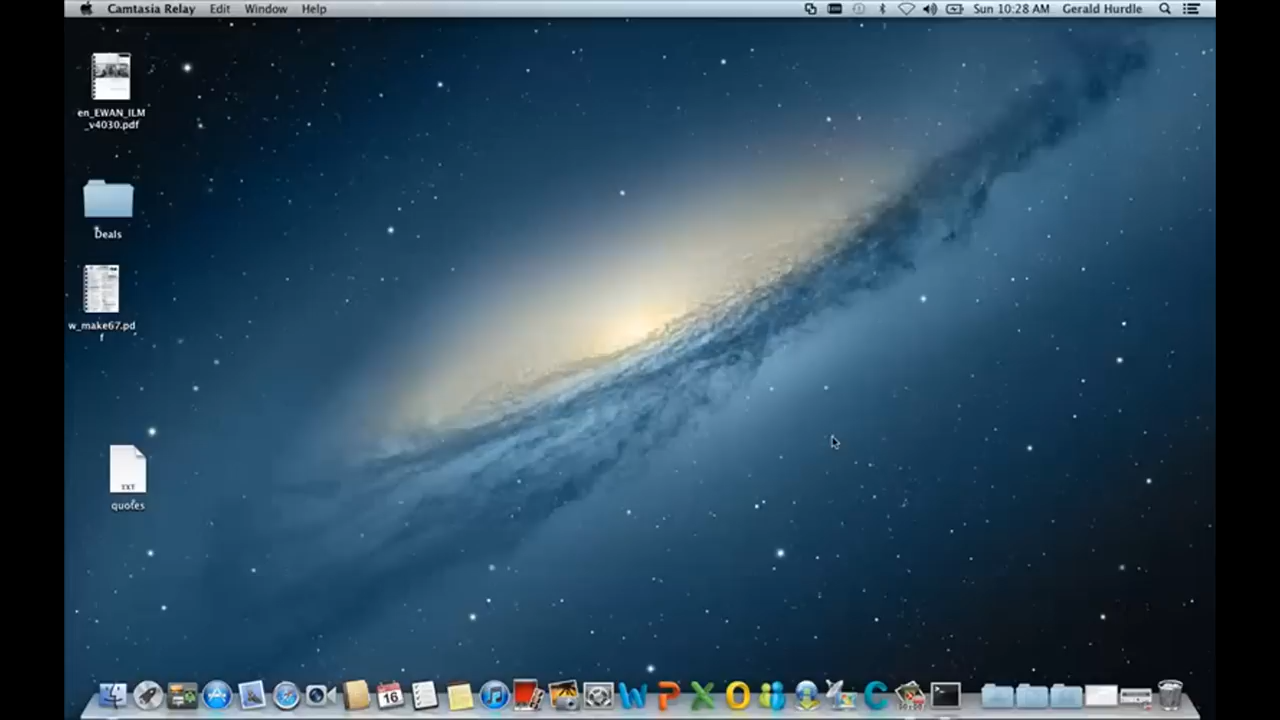 Camtasia Relay Edit Window Help Sun 10:28 AM Gerald Hurdle
en_EWAN_ILM
_v4030.pdf
Deals
w_make67.pd
f
TXT
quotes
16